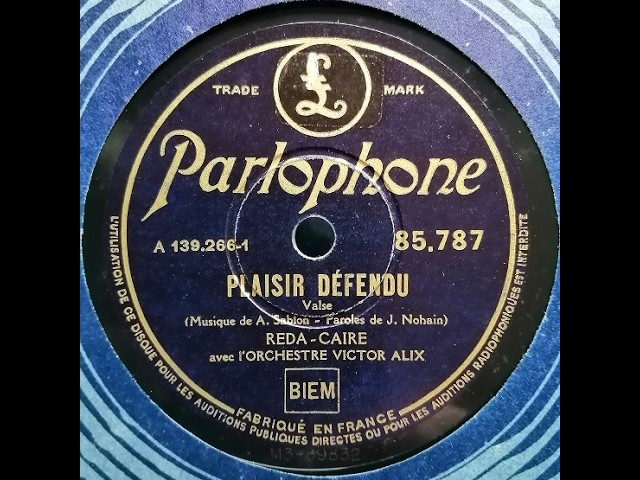 TRADE MARK
Parlophone
A 139.266-1 85.787
PLAISIR DÉFENDU
Valse
(Musique de A. Sablon - Paroles de J. Nohain)
REDA-CAIRE
avec l'ORCHESTRE VICTOR ALIX
BIEM
FABRIQUÉ EN FRANCE
L'UTILISATION DE CE DISQUE POUR LES AUDITIONS PUBLIQUES DIRECTES OU POUR LES AUDITIONS RADIOPHONIQUES EST INTERDITE